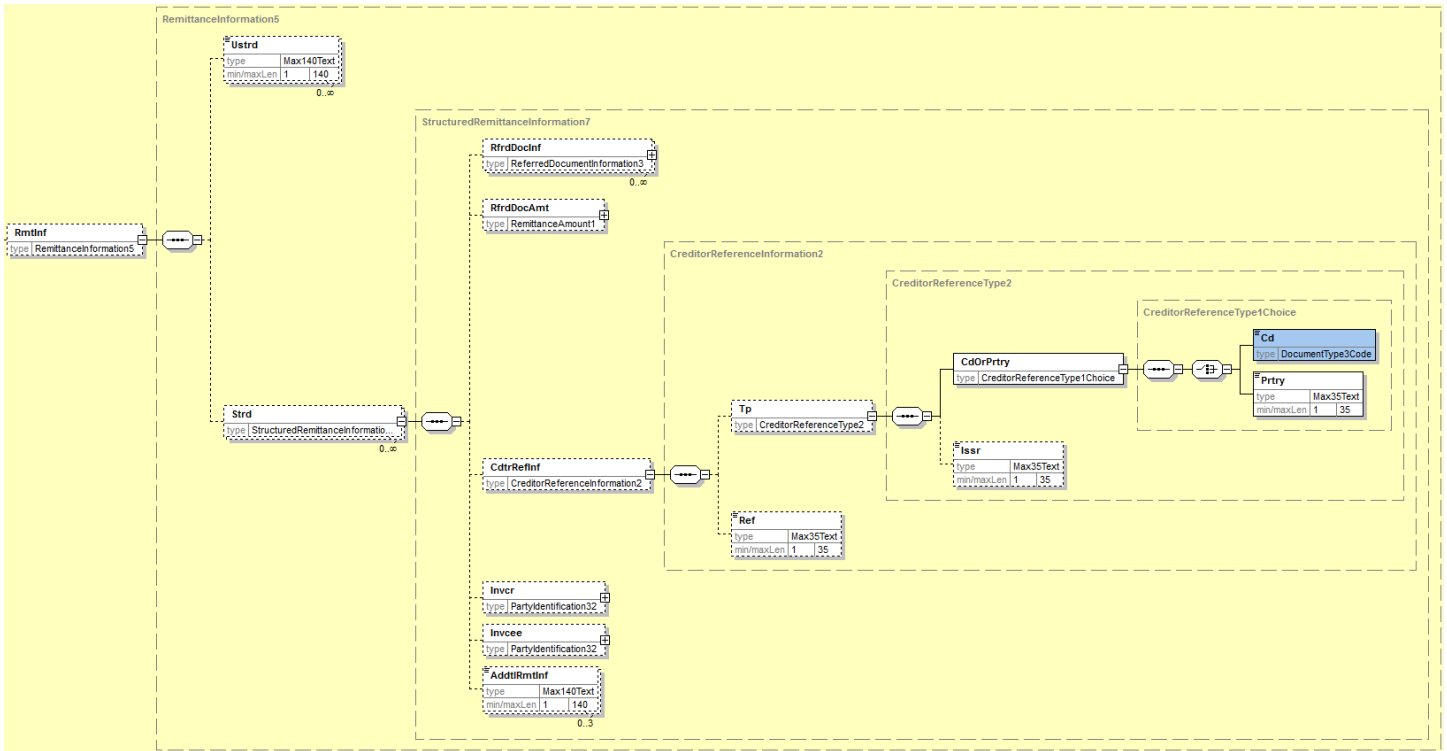 RemittanceInformation5
Ustrd
type Max140Text
min/maxLen 1 140
0..∞
StructuredRemittanceInformation7
RfrdDocInf
type ReferredDocumentInformation3
0..∞
RfrdDocAmt
type RemittanceAmount1
RmtInf
type RemittanceInformation5
CreditorReferenceInformation2
CreditorReferenceType2
CreditorReferenceType1Choice
Cd
type DocumentType3Code
CdOrPrtry
type CreditorReferenceType1Choice
Prtry
type Max35Text
min/maxLen 1 35
Strd
type StructuredRemittanceInformatio...
0..∞
Tp
type CreditorReferenceType2
Issr
type Max35Text
min/maxLen 1 35
CdtrRefInf
type CreditorReferenceInformation2
Ref
type Max35Text
min/maxLen 1 35
Invcr
type PartyIdentification32
Invcee
type PartyIdentification32
AddtlRmtInf
type Max140Text
min/maxLen 1 140
0..3